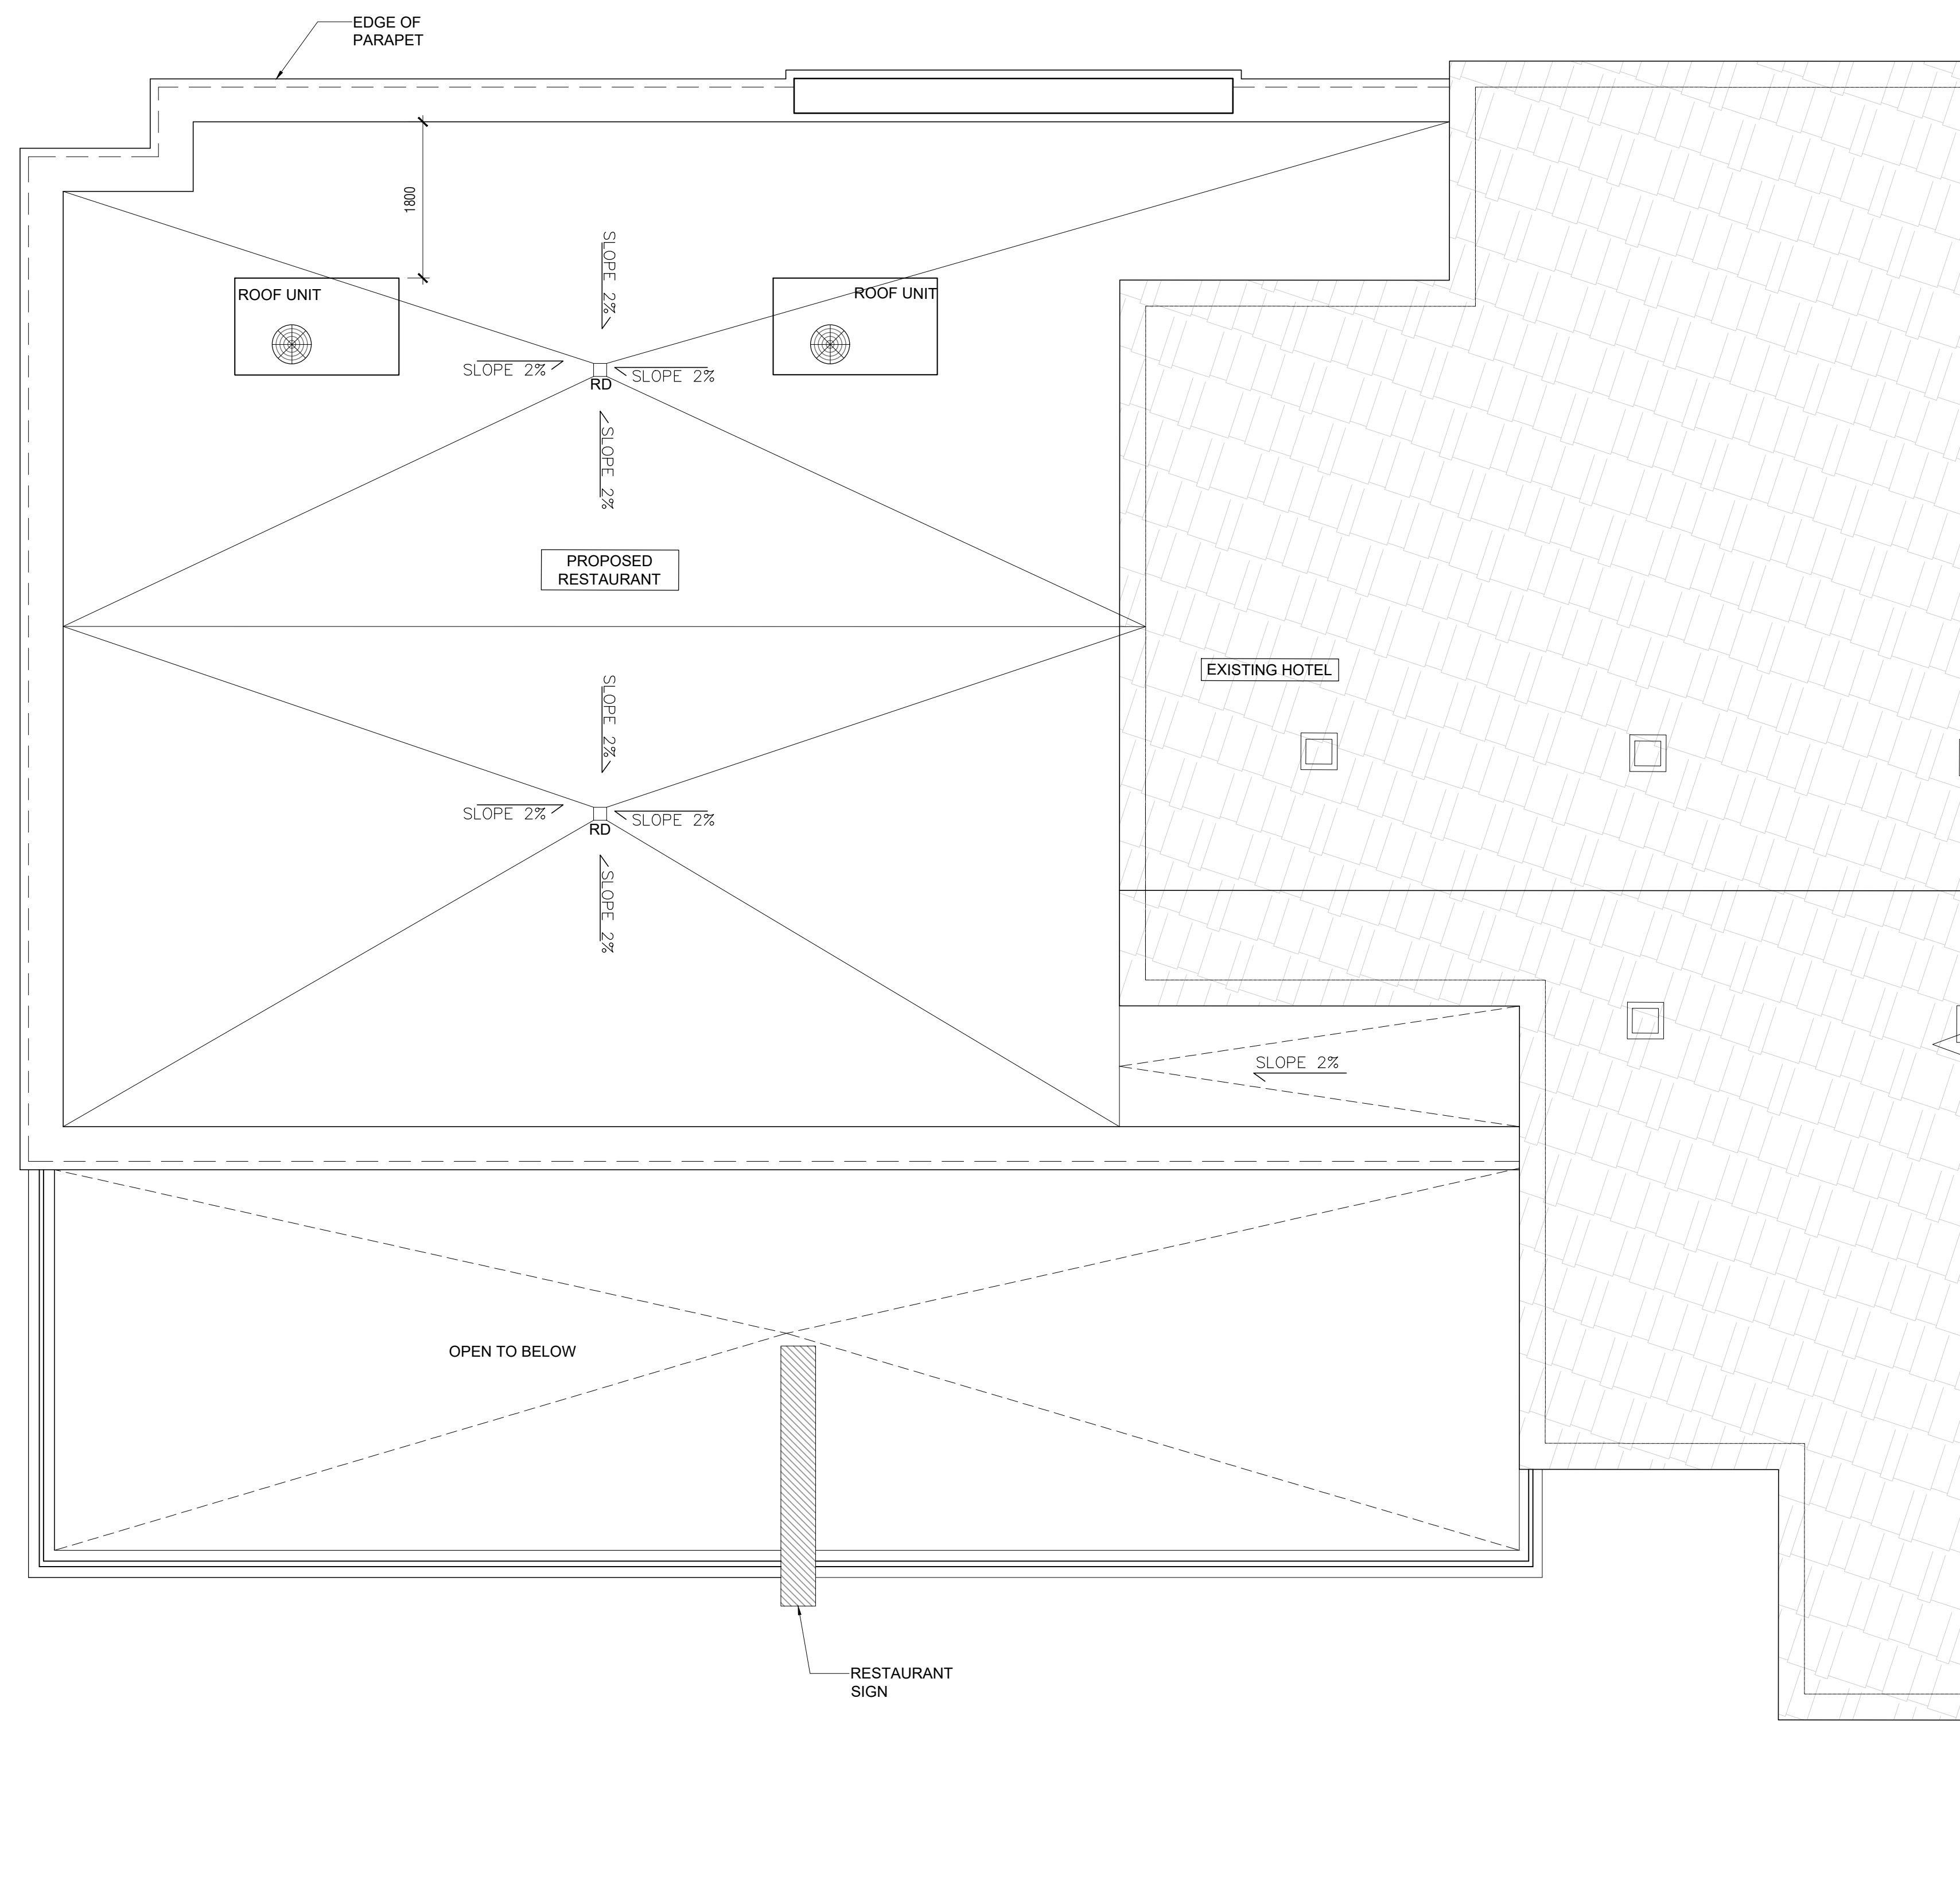 EDGE OF
PARAPET
1800
SLOPE 2%
ROOF UNIT
ROOF UNIT
SLOPE 2%
SLOPE 2%
RD
SLOPE 2%
PROPOSED
RESTAURANT
EXISTING HOTEL
SLOPE 2%
SLOPE 2%
SLOPE 2%
RD
SLOPE 2%
SLOPE 2%
OPEN TO BELOW
RESTAURANT
SIGN